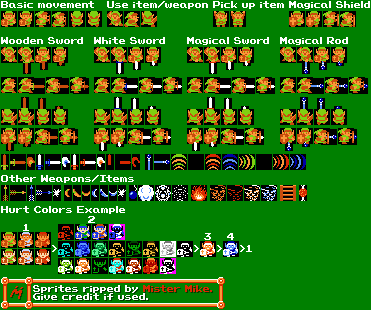 Basic movement Use item/weapon Pick up item Magical Shield
Wooden Sword White Sword Magical Sword Magical Rod
Other Weapons/Items
Hurt Colors Example
1 2 3 4
>1
Sprites ripped by Mister Mike.
Give credit if used.